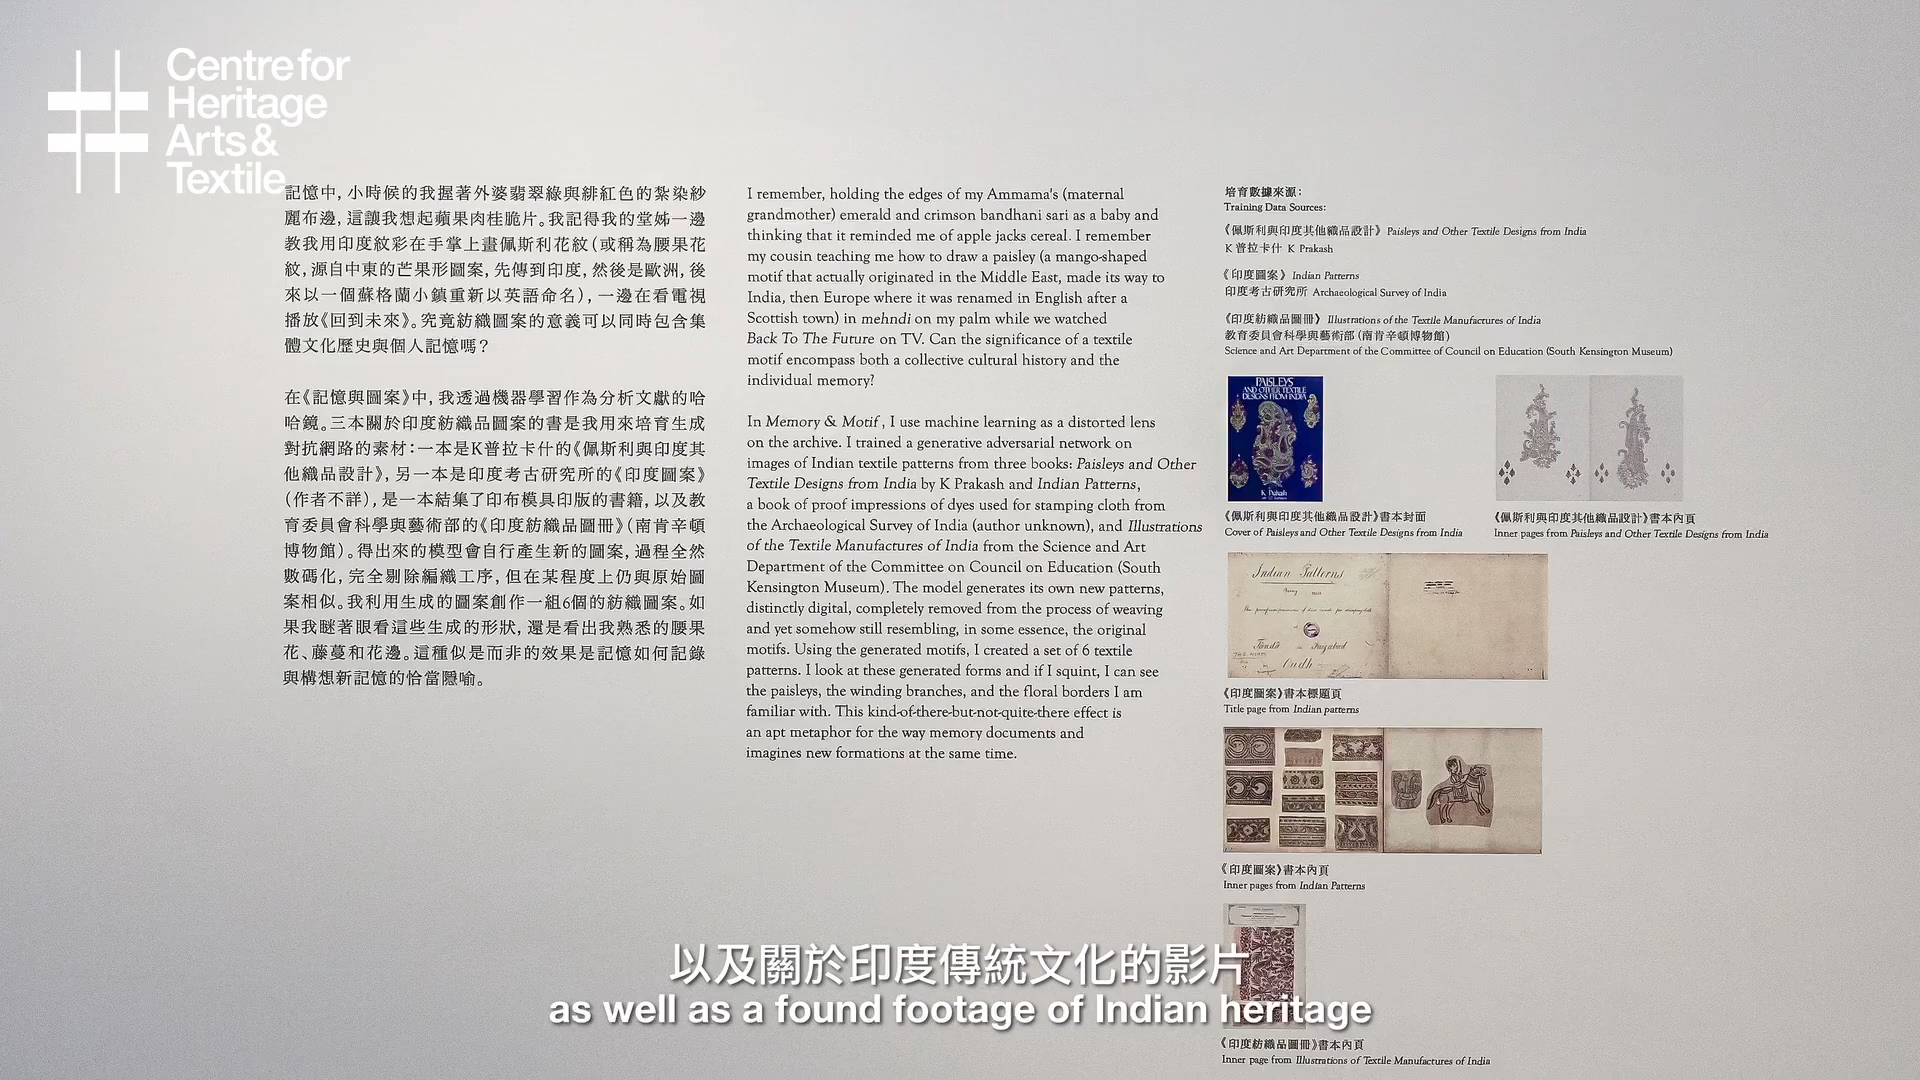 Centre for
Heritage
Arts &
Textile
記憶中，小時候的我握著外婆翡翠綠與緋紅色的紮染紗
麗布邊，這讓我想起蘋果肉桂脆片。我記得我的堂姊一邊
教我用印度紋彩在手掌上畫佩斯利花紋（或稱為腰果花
紋，源自中東的芒果形圖案，先傳到印度，然後是歐洲，後
來以一個蘇格蘭小鎮重新以英語命名），一邊在看電視
播放《回到未來》。究竟紡織圖案的意義可以同時包含集
體文化歷史與個人記憶嗎？
在《記憶與圖案》中，我透過機器學習作為分析文獻的哈
哈鏡。三本關於印度紡織品圖案的書是我用來培育生成
對抗網路的素材：一本是K普拉卡什的《佩斯利與印度其
他織品設計》，另一本是印度考古研究所的《印度圖案》
（作者不詳），是一本結集了印布模具印版的書籍，以及教
育委員會科學與藝術部的《印度紡織品圖冊》（南肯辛頓
博物館）。得出來的模型會自行產生新的圖案，過程全然
數碼化，完全剔除編織工序，但在某程度上仍與原始圖
案相似。我利用生成的圖案創作一組6個的紡織圖案。如
果我瞇著眼看這些生成的形狀，還是看出我熟悉的腰果
花、藤蔓和花邊。這種似是而非的效果是記憶如何記錄
與構想新記憶的恰當隱喻。
I remember, holding the edges of my Ammama's (maternal
grandmother) emerald and crimson bandhani sari as a baby and
thinking that it reminded me of apple jacks cereal. I remember
my cousin teaching me how to draw a paisley (a mango-shaped
motif that actually originated in the Middle East, made its way to
India, then Europe where it was renamed in English after a
Scottish town) in mehndi on my palm while we watched
Back To The Future on TV. Can the significance of a textile
motif encompass both a collective cultural history and the
individual memory?
In Memory & Motif, I use machine learning as a distorted lens
on the archive. I trained a generative adversarial network on
images of Indian textile patterns from three books: Paisleys and Other
Textile Designs from India by K Prakash and Indian Patterns,
a book of proof impressions of dyes used for stamping cloth from
the Archaeological Survey of India (author unknown), and Illustrations
of the Textile Manufactures of India from the Science and Art
Department of the Committee on Council on Education (South
Kensington Museum). The model generates its own new patterns,
distinctly digital, completely removed from the process of weaving
and yet somehow still resembling, in some essence, the original
motifs. Using the generated motifs, I created a set of 6 textile
patterns. I look at these generated forms and if I squint, I can see
the paisleys, the winding branches, and the floral borders I am
familiar with. This kind-of-there-but-not-quite-there effect is
an apt metaphor for the way memory documents and
imagines new formations at the same time.
培育數據來源：
Training Data Sources:
《佩斯利與印度其他織品設計》 Paisleys and Other Textile Designs from India
K 普拉卡什 K Prakash
《印度圖案》 Indian Patterns
印度考古研究所 Archaeological Survey of India
《印度紡織品圖冊》 Illustrations of the Textile Manufactures of India
教育委員會科學與藝術部（南肯辛頓博物館）
Science and Art Department of the Committee of Council on Education (South Kensington Museum)
PAISLEYS
AND OTHER TEXTILE
DESIGNS FROM INDIA
K Prakash
《佩斯利與印度其他織品設計》書本封面
Cover of Paisleys and Other Textile Designs from India
《佩斯利與印度其他織品設計》書本內頁
Inner pages from Paisleys and Other Textile Designs from India
Indian Patterns
Oudh
《印度圖案》書本標題頁
Title page from Indian patterns
《印度圖案》書本內頁
Inner pages from Indian Patterns
以及關於印度傳統文化的影片
as well as a found footage of Indian heritage
《印度紡織品圖冊》書本內頁
Inner page from Illustrations of Textile Manufactures of India